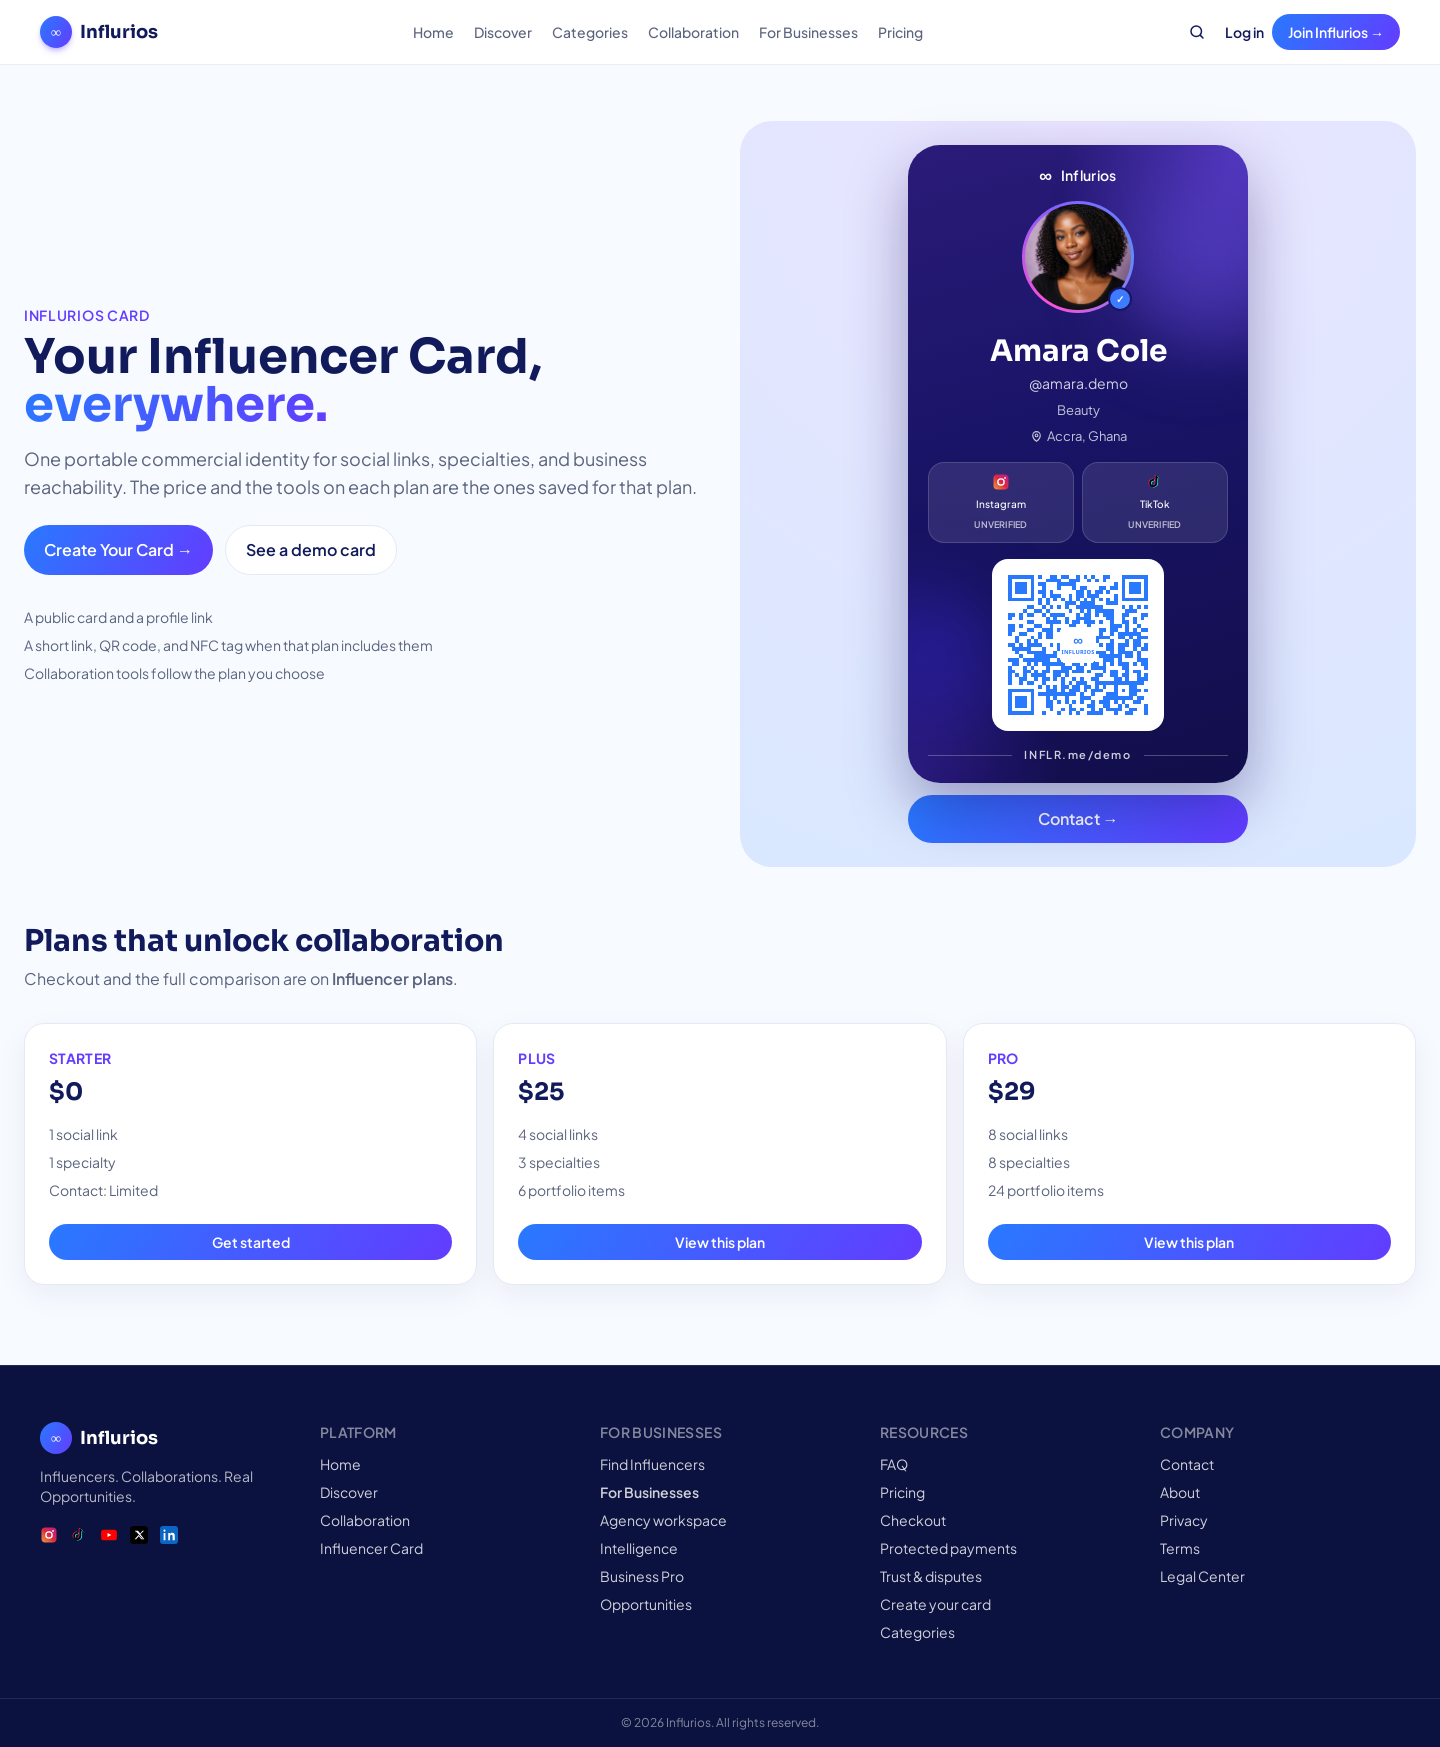 ∞ Influrios
Home Discover Categories Collaboration For Businesses Pricing
Log in
Join Influrios →
INFLURIOS CARD
Your Influencer Card,
everywhere.
One portable commercial identity for social links, specialties, and business
reachability. The price and the tools on each plan are the ones saved for that plan.
Create Your Card →
See a demo card
A public card and a profile link
A short link, QR code, and NFC tag when that plan includes them
Collaboration tools follow the plan you choose
∞ Influrios
✓
Amara Cole
@amara.demo
Beauty
Accra, Ghana
Instagram
UNVERIFIED
TikTok
UNVERIFIED
∞
INFLURIOS
INFLR.me/demo
Contact →
Plans that unlock collaboration
Checkout and the full comparison are on Influencer plans.
STARTER
$0
1 social link
1 specialty
Contact: Limited
Get started
PLUS
$25
4 social links
3 specialties
6 portfolio items
View this plan
PRO
$29
8 social links
8 specialties
24 portfolio items
View this plan
∞ Influrios
Influencers. Collaborations. Real
Opportunities.
PLATFORM
Home
Discover
Collaboration
Influencer Card
FOR BUSINESSES
Find Influencers
For Businesses
Agency workspace
Intelligence
Business Pro
Opportunities
RESOURCES
FAQ
Pricing
Checkout
Protected payments
Trust & disputes
Create your card
Categories
COMPANY
Contact
About
Privacy
Terms
Legal Center
© 2026 Influrios. All rights reserved.